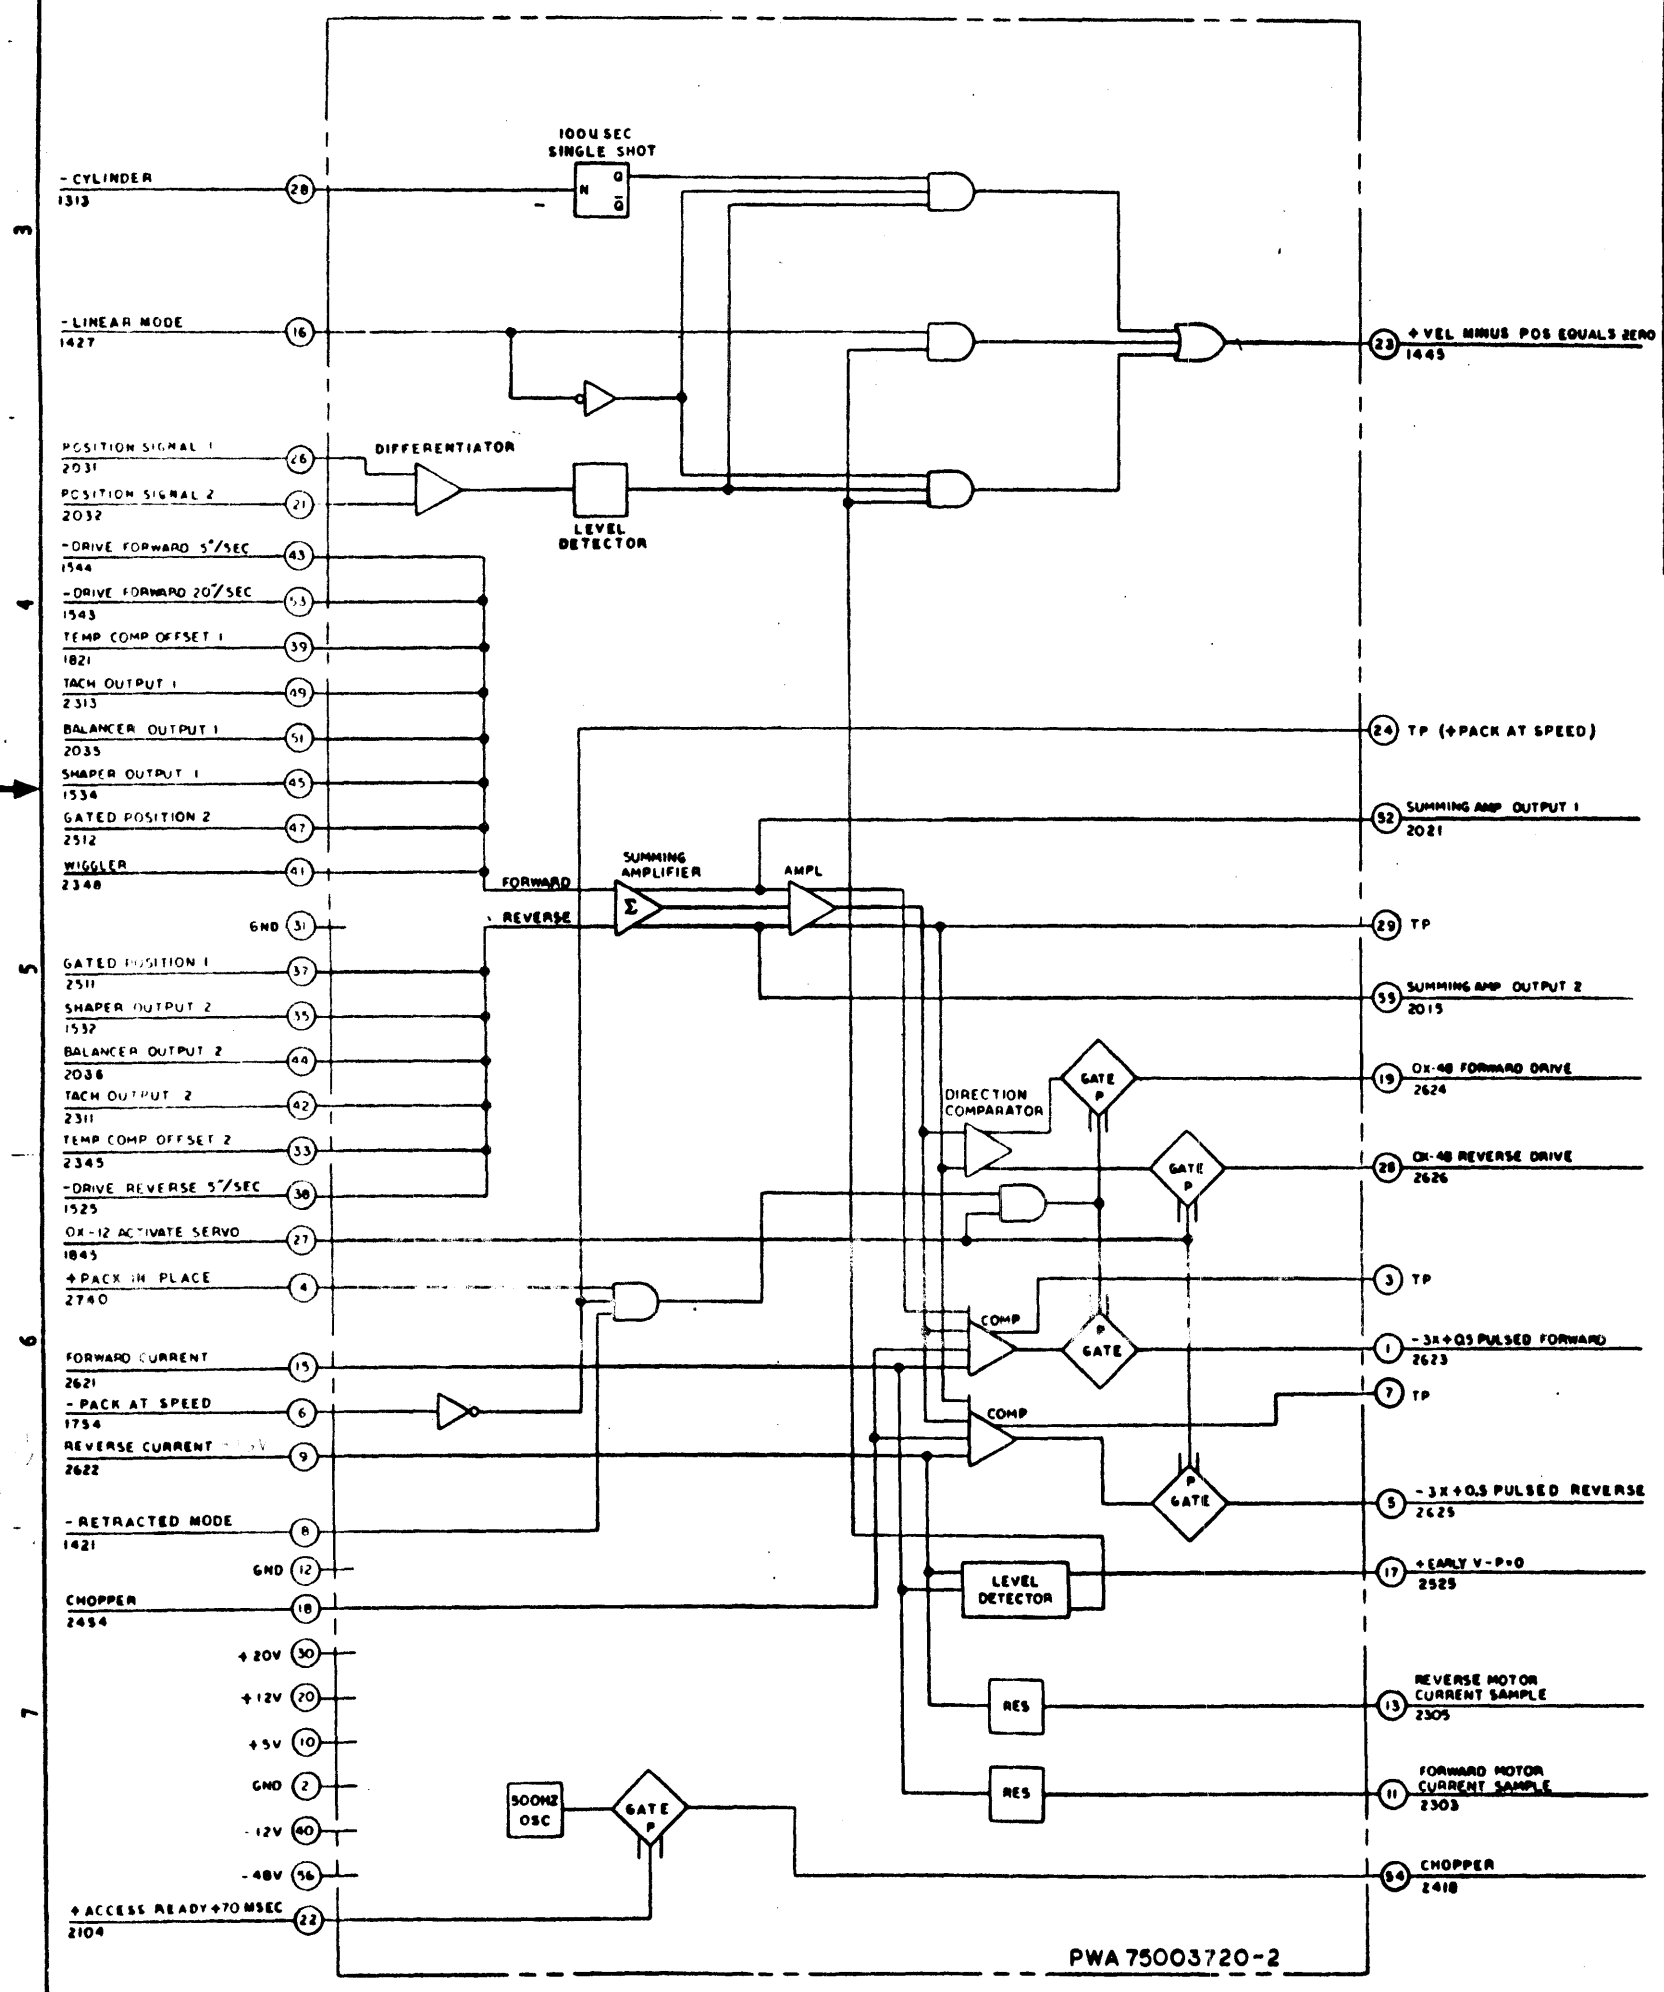 3
4
5
6
7
- CYLINDER
1313
28
- LINEAR MODE
1427
16
POSITION SIGNAL 1
2031
26
POSITION SIGNAL 2
2032
21
-DRIVE FORWARD 5"/SEC
1544
43
-DRIVE FORWARD 20"/SEC
1543
53
TEMP COMP OFFSET 1
1821
39
TACH OUTPUT 1
2313
49
BALANCER OUTPUT 1
2035
51
SHAPER OUTPUT 1
1534
45
GATED POSITION 2
2512
47
WIGGLER
2348
41
GND 31
GATED POSITION 1
2511
37
SHAPER OUTPUT 2
1532
35
BALANCER OUTPUT 2
2036
44
TACH OUTPUT 2
2311
42
TEMP COMP OFFSET 2
2345
33
-DRIVE REVERSE 5"/SEC
1525
38
0X-12 ACTIVATE SERVO
1845
27
+PACK IN PLACE
2740
4
FORWARD CURRENT
2621
15
- PACK AT SPEED
1754
6
REVERSE CURRENT
2622
9
- RETRACTED MODE
1421
8
GND 12
CHOPPER
2454
18
+20V 30
+12V 20
+5V 10
GND 2
-12V 40
-48V 56
+ACCESS READY+70 MSEC
2104
22
100USEC
SINGLE SHOT
N
Q
Q̅
DIFFERENTIATOR
LEVEL
DETECTOR
FORWARD
REVERSE
SUMMING
AMPLIFIER
Σ
AMPL
DIRECTION
COMPARATOR
GATE
P
GATE
P
COMP
P
GATE
COMP
P
GATE
LEVEL
DETECTOR
RES
RES
500HZ
OSC
GATE
P
23 + VEL MINUS POS EQUALS ZERO
1445
24 TP (+PACK AT SPEED)
52 SUMMING AMP OUTPUT 1
2021
29 TP
55 SUMMING AMP OUTPUT 2
2015
19 0X-48 FORWARD DRIVE
2624
28 0X-48 REVERSE DRIVE
2626
3 TP
1 -3X+0.5 PULSED FORWARD
2623
7 TP
5 -3X+0.5 PULSED REVERSE
2625
17 +EARLY V-P=0
2525
13 REVERSE MOTOR
CURRENT SAMPLE
2305
11 FORWARD MOTOR
CURRENT SAMPLE
2303
54 CHOPPER
2418
PWA 75003720-2